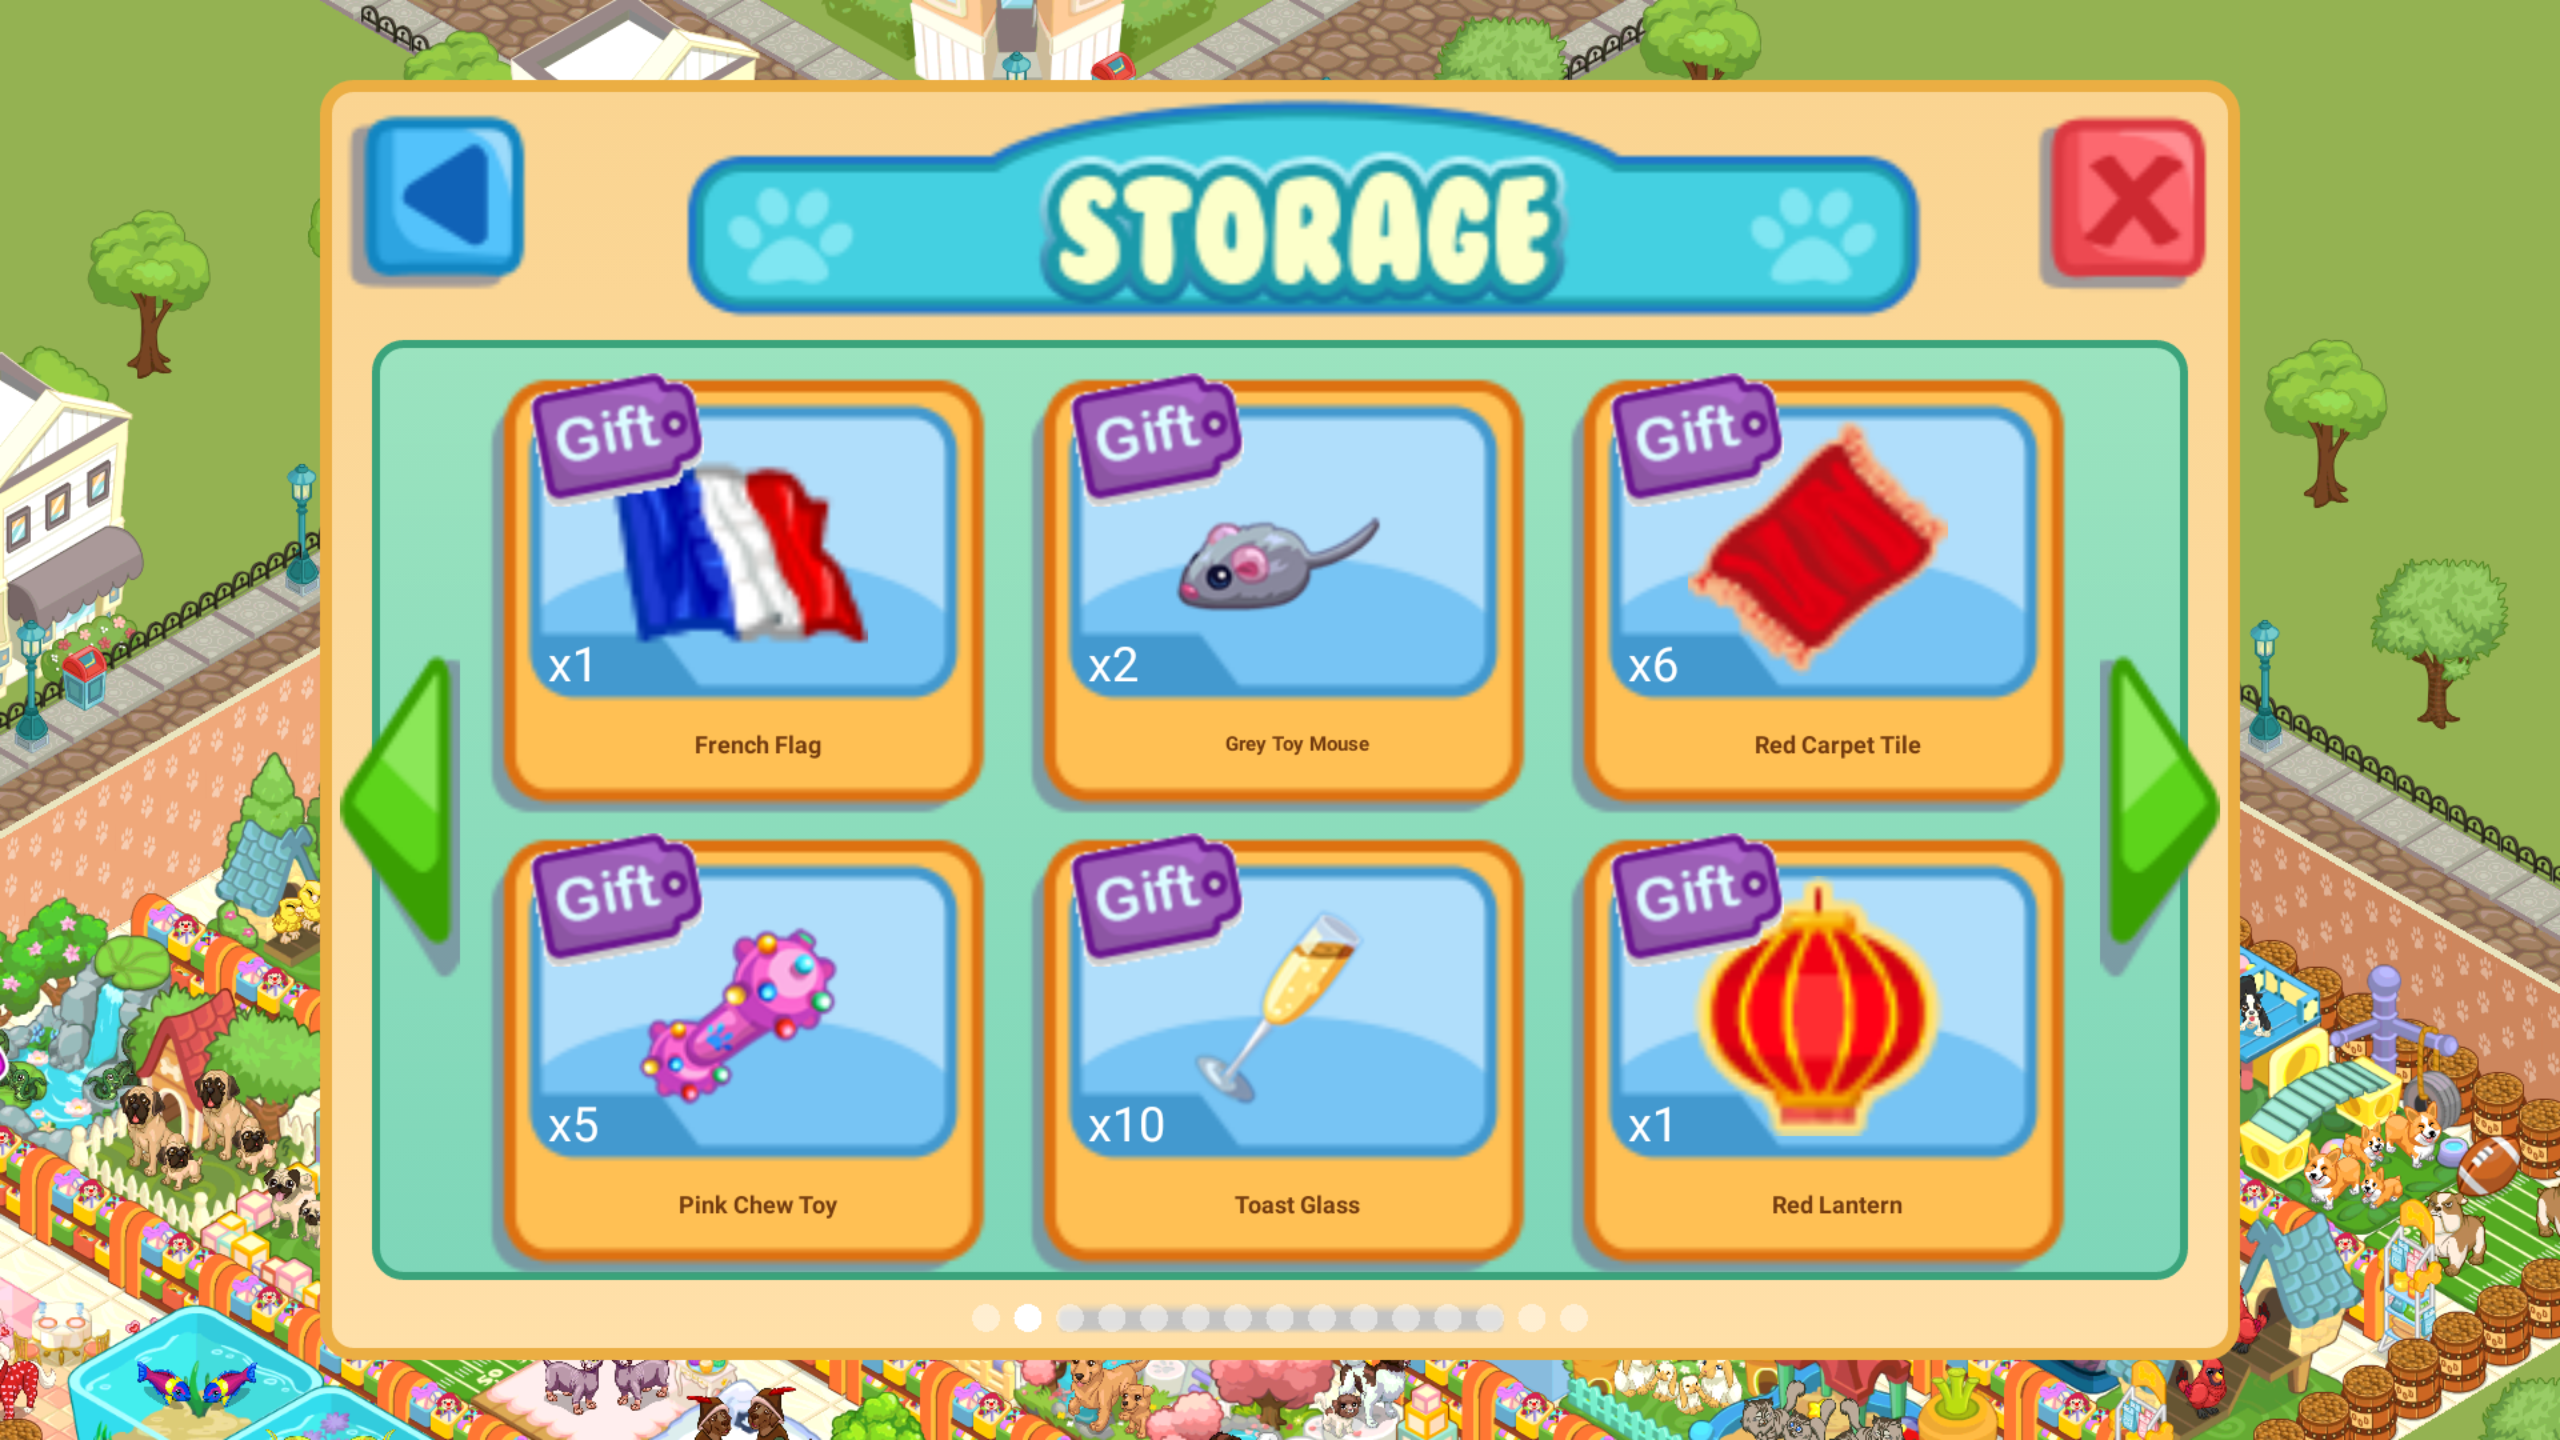 STORAGE
Gift
x1
French Flag
Gift
x2
Grey Toy Mouse
Gift
x6
Red Carpet Tile
Gift
x5
Pink Chew Toy
Gift
x10
Toast Glass
Gift
x1
Red Lantern
50